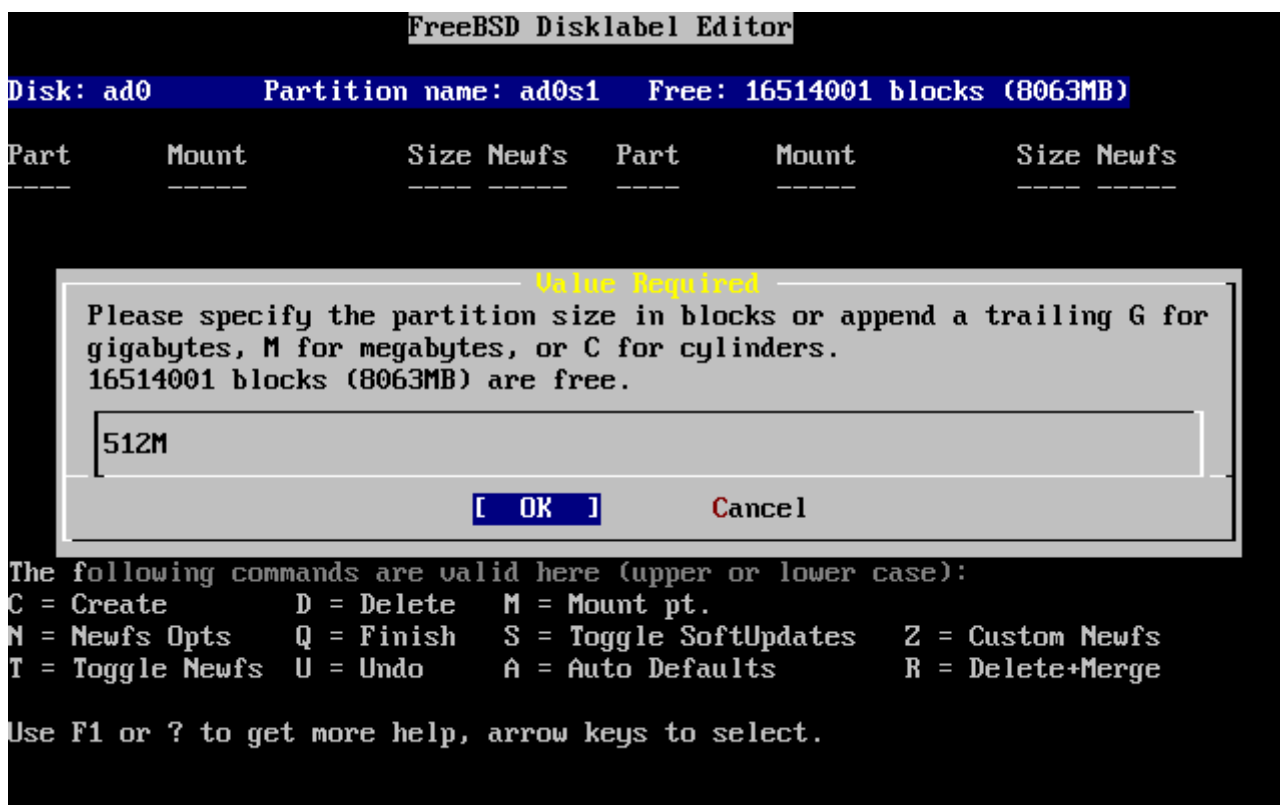 FreeBSD Disklabel Editor
Disk: ad0 Partition name: ad0s1 Free: 16514001 blocks (8063MB)
Part Mount Size Newfs Part Mount Size Newfs
---- ----- ---- ----- ---- ----- ---- -----
Value Required
Please specify the partition size in blocks or append a trailing G for
gigabytes, M for megabytes, or C for cylinders.
16514001 blocks (8063MB) are free.
512M
[ OK ] Cancel
The following commands are valid here (upper or lower case):
C = Create D = Delete M = Mount pt.
N = Newfs Opts Q = Finish S = Toggle SoftUpdates Z = Custom Newfs
T = Toggle Newfs U = Undo A = Auto Defaults R = Delete+Merge
Use F1 or ? to get more help, arrow keys to select.